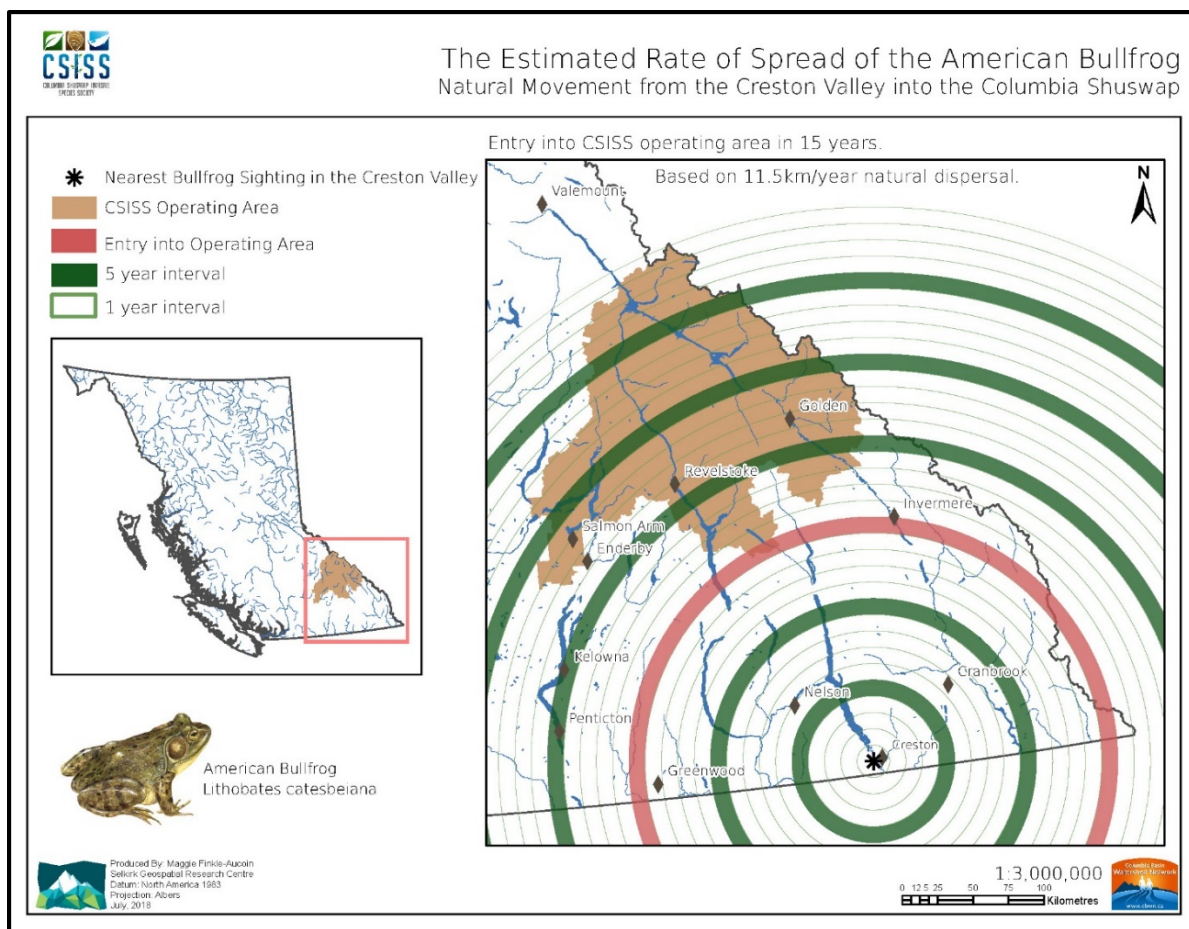 CSISS
COLUMBIA SHUSWAP INVASIVE
SPECIES SOCIETY
The Estimated Rate of Spread of the American Bullfrog
Natural Movement from the Creston Valley into the Columbia Shuswap
Entry into CSISS operating area in 15 years.
Based on 11.5km/year natural dispersal.
N
Nearest Bullfrog Sighting in the Creston Valley
CSISS Operating Area
Entry into Operating Area
5 year interval
1 year interval
Valemount
Golden
Revelstoke
Invermere
Salmon Arm
Enderby
Kelowna
Cranbrook
Nelson
Penticton
Creston
Greenwood
American Bullfrog
Lithobates catesbeiana
Produced By: Maggie Finkle-Aucoin
Selkirk Geospatial Research Centre
Datum: North America 1983
Projection: Albers
July, 2018
1:3,000,000
0 12.5 25 50 75 100
Kilometres
Columbia Basin
Watershed Network
www.cbwn.ca